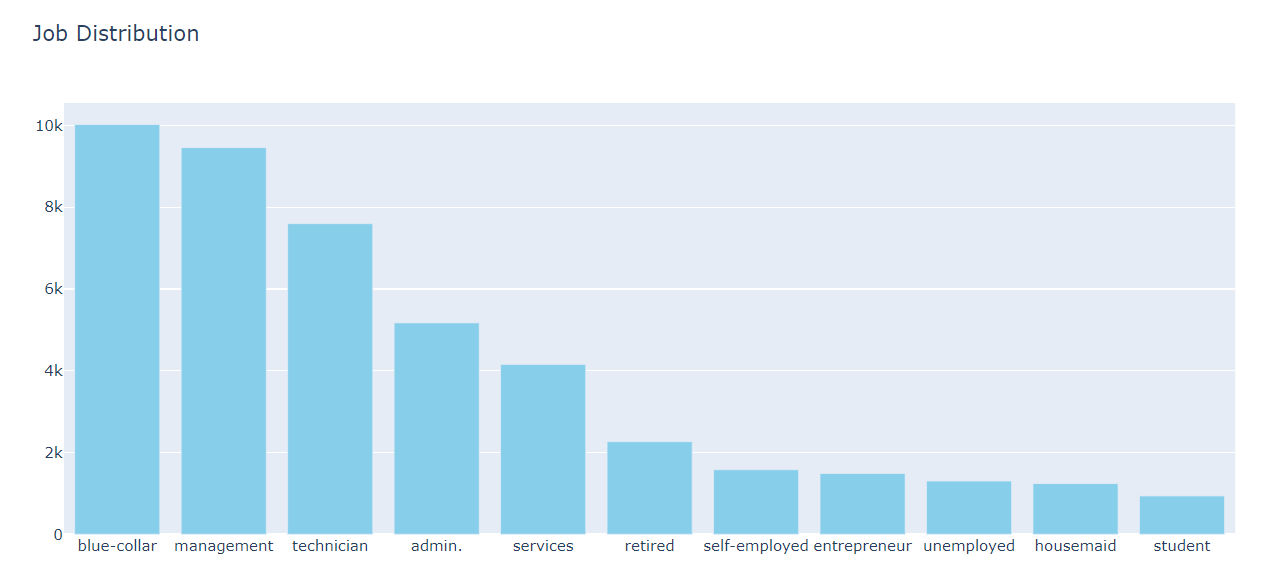 Job Distribution
10k
8k
6k
4k
2k
0
blue-collar management technician admin. services retired self-employed entrepreneur unemployed housemaid student